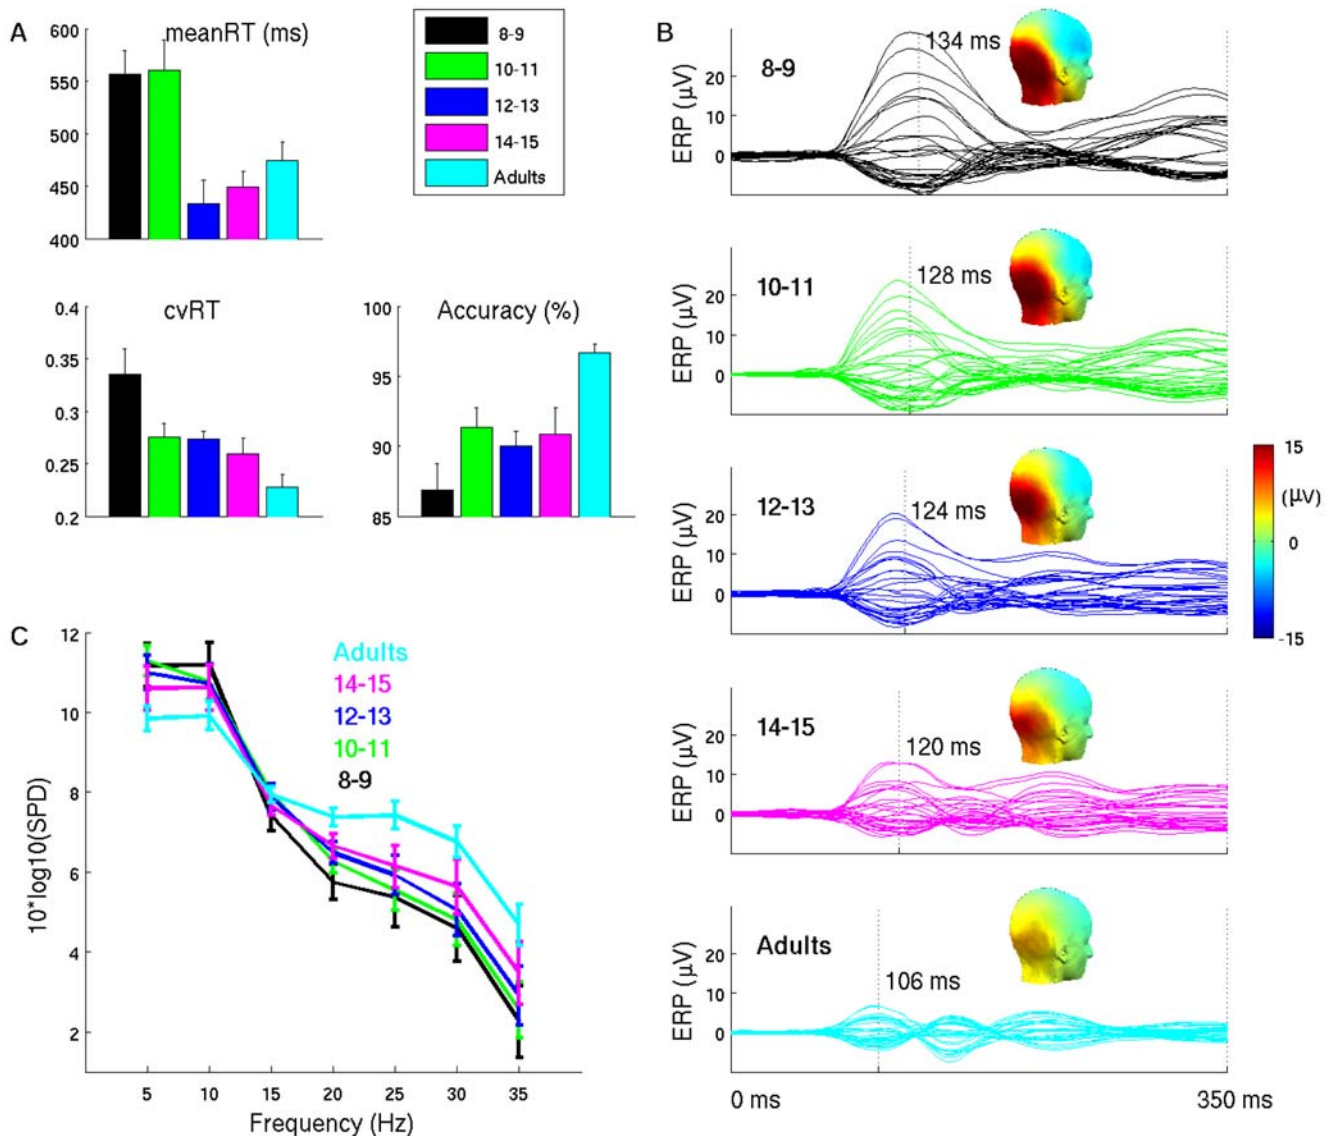 A
meanRT (ms)
600
550
500
450
400
8-9
10-11
12-13
14-15
Adults
cvRT
0.4
0.35
0.3
0.25
0.2
Accuracy (%)
100
95
90
85
C
12
10
8
6
4
2
10*log10(SPD)
Adults
14-15
12-13
10-11
8-9
5 10 15 20 25 30 35
Frequency (Hz)
B
8-9
134 ms
ERP (µV)
20
10
0
10-11
128 ms
ERP (µV)
20
10
0
12-13
124 ms
ERP (µV)
20
10
0
14-15
120 ms
ERP (µV)
20
10
0
Adults
106 ms
ERP (µV)
20
10
0
0 ms 350 ms
15
(µV)
0
-15